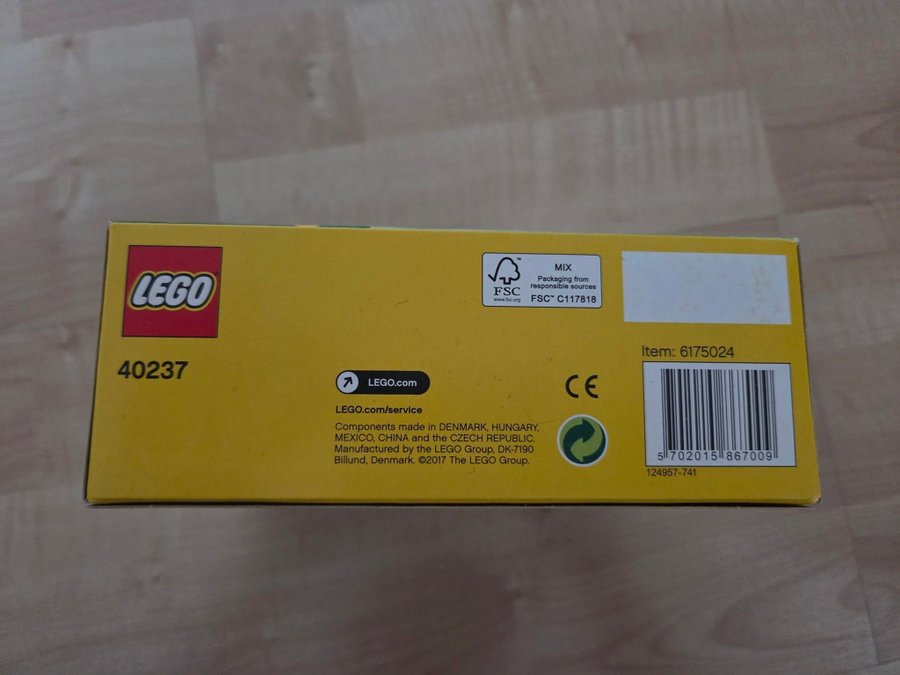 LEGO
40237
LEGO.com
LEGO.com/service
Components made in DENMARK, HUNGARY,
MEXICO, CHINA and the CZECH REPUBLIC.
Manufactured by the LEGO Group, DK-7190
Billund, Denmark. ©2017 The LEGO Group.
FSC
www.fsc.org
MIX
Packaging from
responsible sources
FSC™ C117818
CE
Item: 6175024
5 702015 867009
124957-741